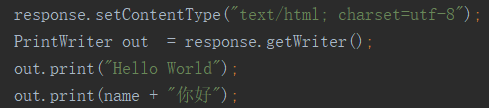 response.setContentType("text/html; charset=utf-8");
PrintWriter out  = response.getWriter();
out.print("Hello World");
out.print(name + "你好");